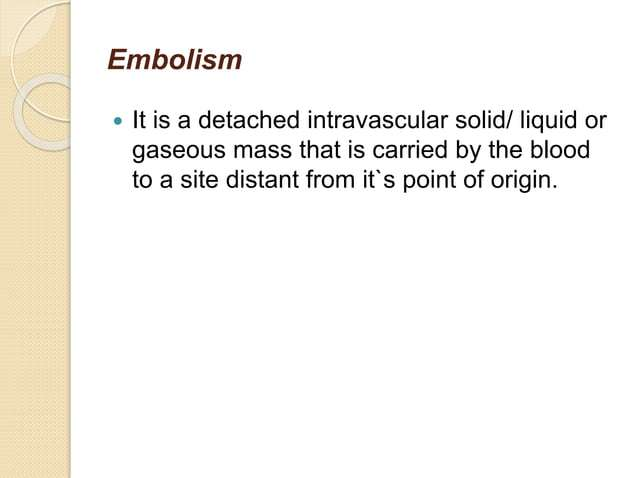 Embolism
• It is a detached intravascular solid/ liquid or
gaseous mass that is carried by the blood
to a site distant from it`s point of origin.